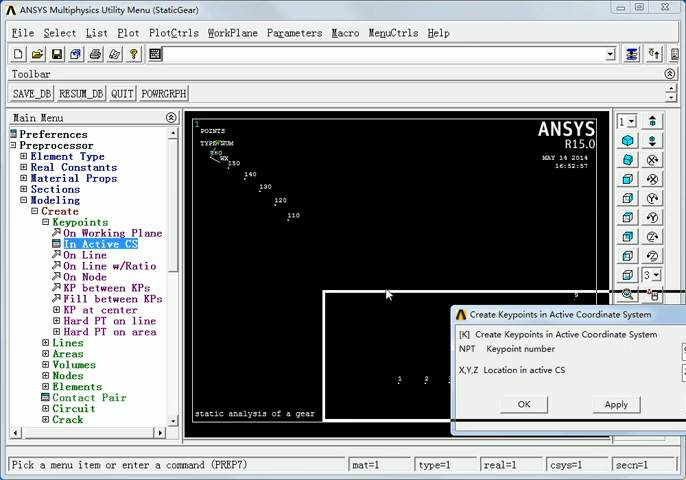 ANSYS Multiphysics Utility Menu (StaticGear)
File Select List Plot PlotCtrls WorkPlane Parameters Macro MenuCtrls Help
Toolbar
SAVE_DB RESUM_DB QUIT POWRGRPH
Main Menu
Preferences
Preprocessor
Element Type
Real Constants
Material Props
Sections
Modeling
Create
Keypoints
On Working Plane
In Active CS
On Line
On Line w/Ratio
On Node
KP between KPs
Fill between KPs
KP at center
Hard PT on line
Hard PT on area
Lines
Areas
Volumes
Nodes
Elements
Contact Pair
Circuit
Crack
1
POINTS
TYPE NUM
WX
150
140
130
120
110
ANSYS
R15.0
MAY 14 2014
16:52:57
9
1 2
static analysis of a gear
1
3
Create Keypoints in Active Coordinate System
[K] Create Keypoints in Active Coordinate System
NPT Keypoint number
X,Y,Z Location in active CS
OK Apply
Pick a menu item or enter a command (PREP7)
mat=1 type=1 real=1 csys=1 secn=1